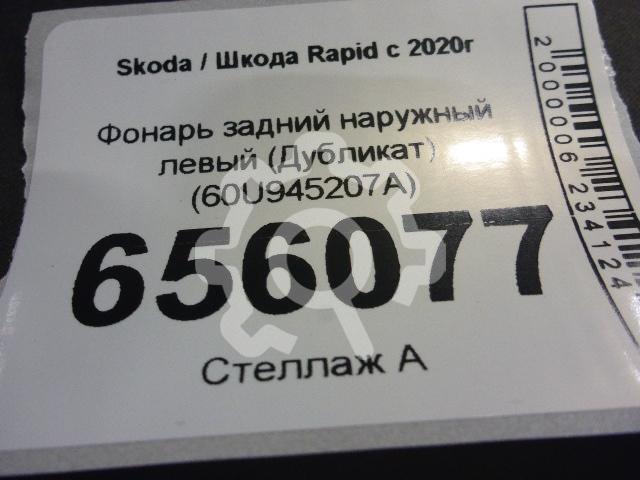 Skoda / Шкода Rapid с 2020г
Фонарь задний наружный
левый (Дубликат)
(60U945207A)
656077
Стеллаж А
2000006234124